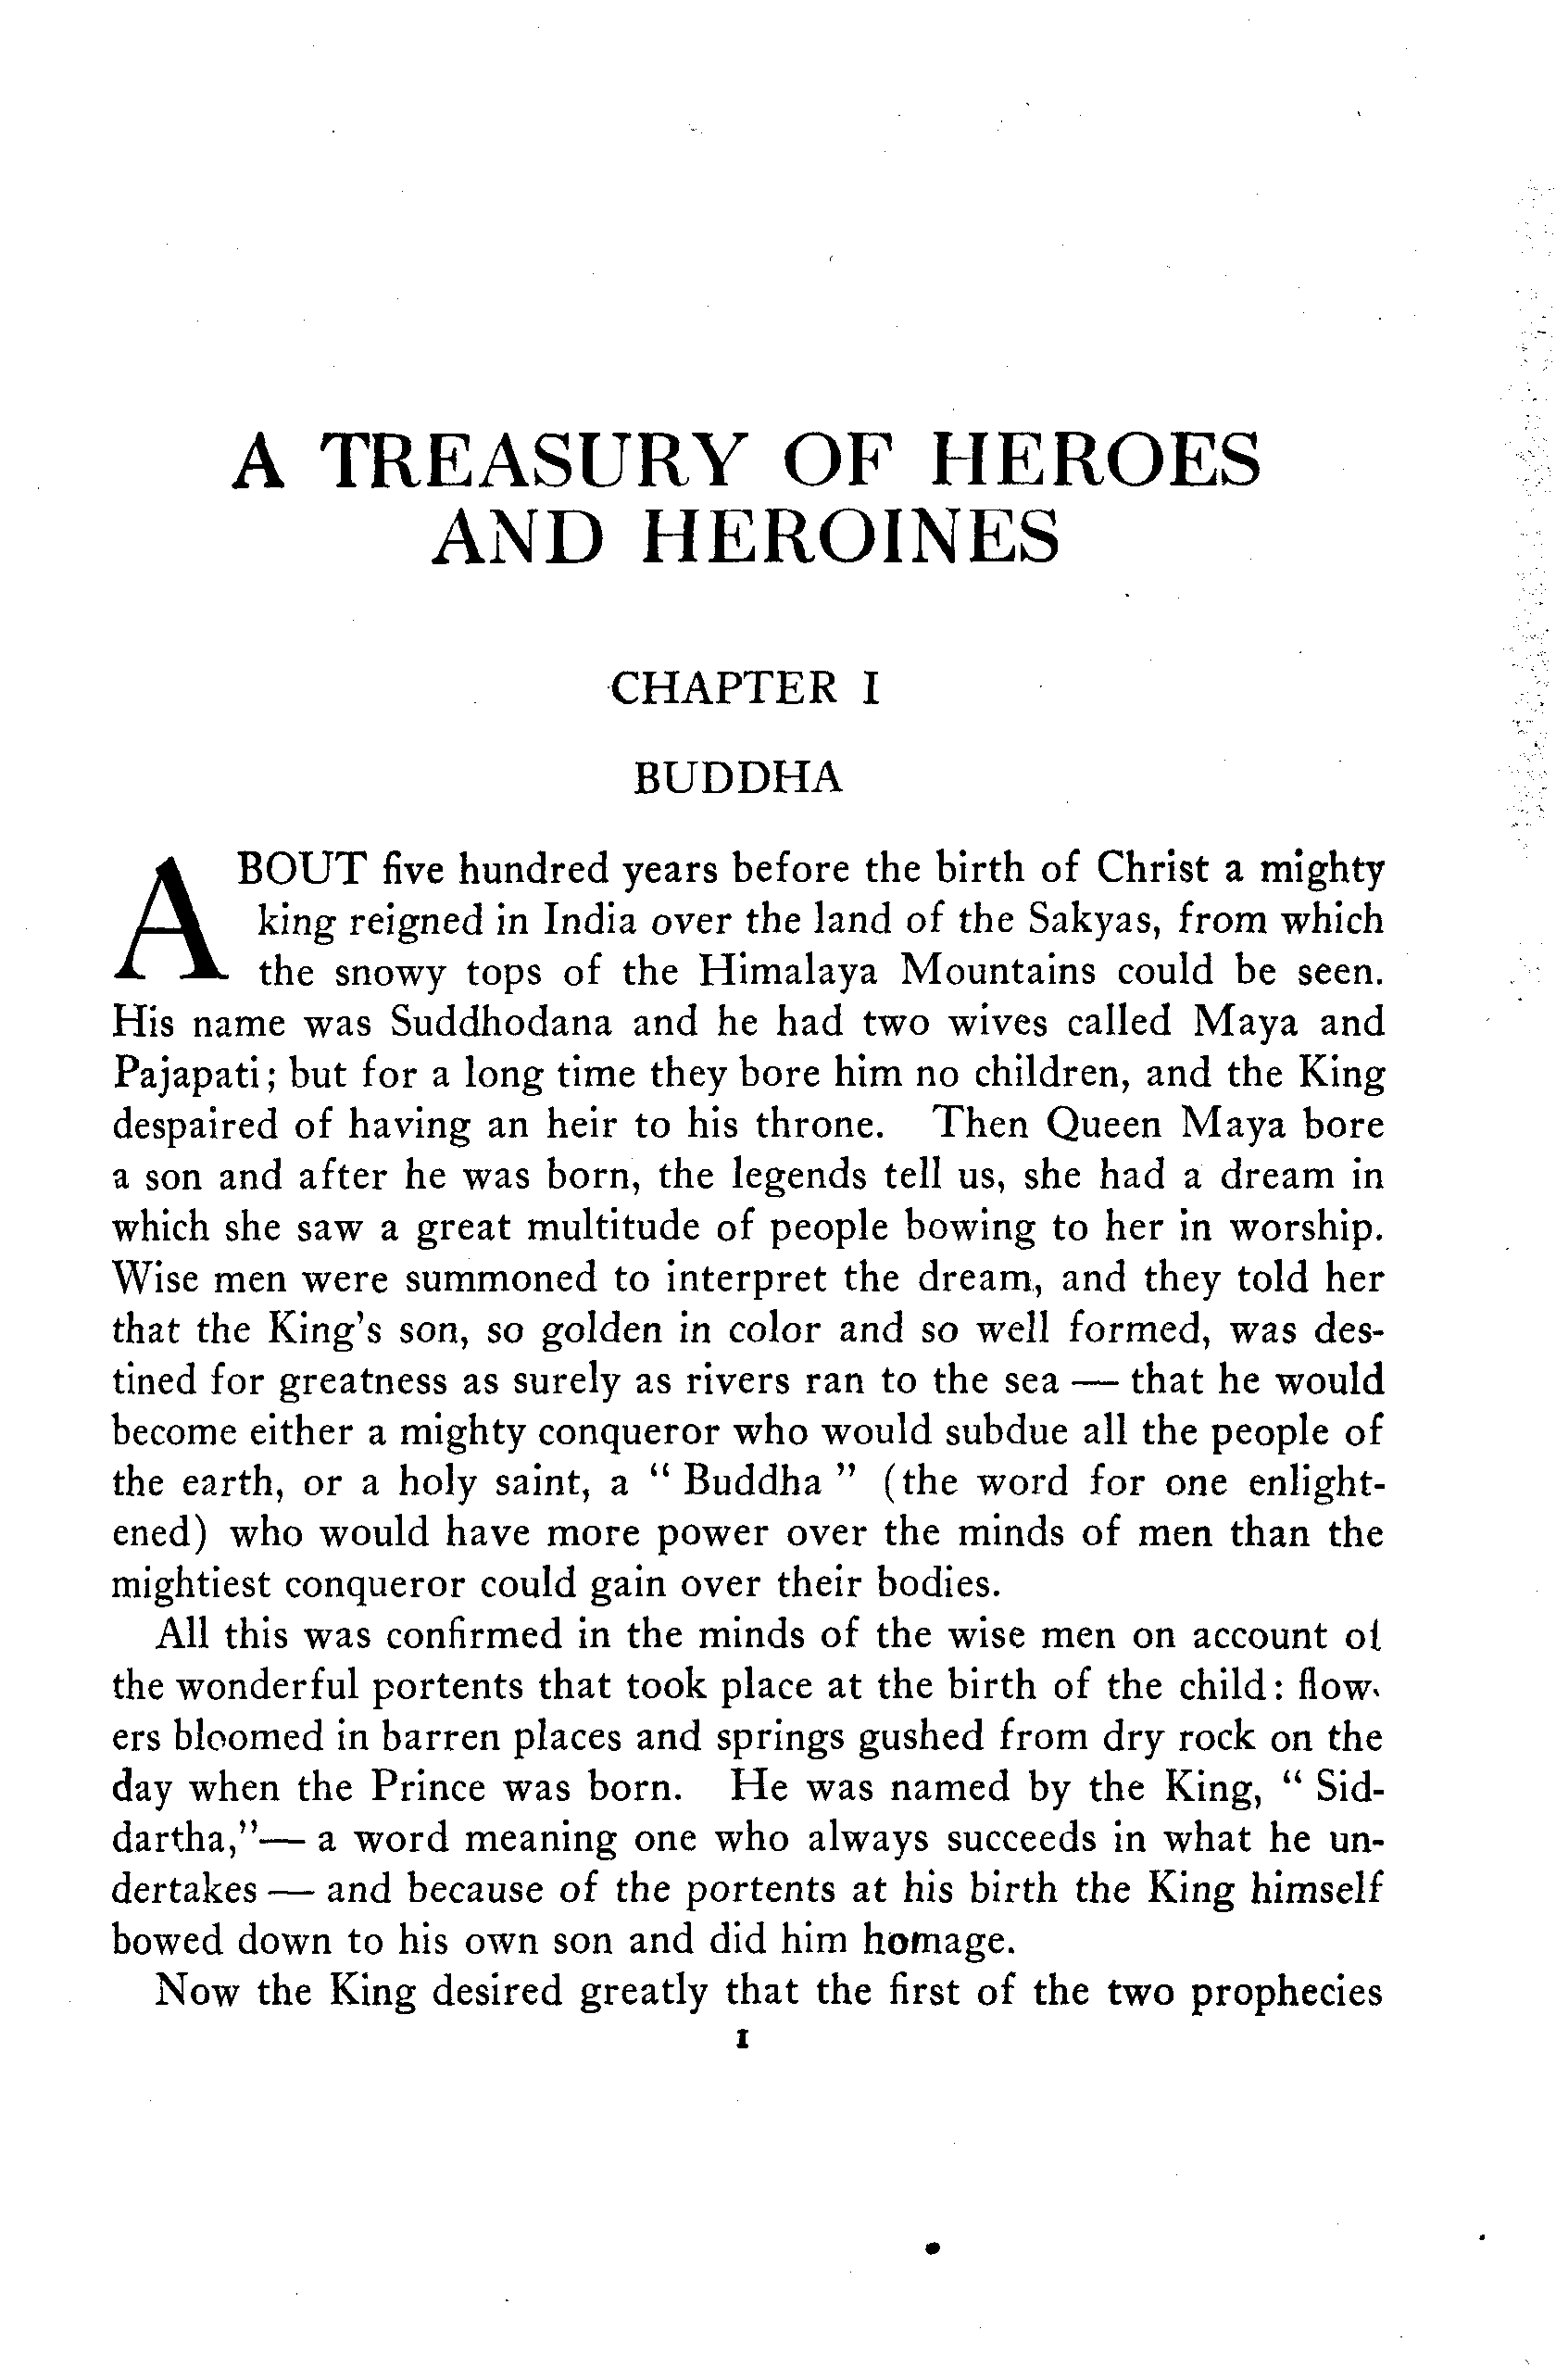 A TREASURY OF HEROES
AND HEROINES
CHAPTER I
BUDDHA
ABOUT five hundred years before the birth of Christ a mighty
king reigned in India over the land of the Sakyas, from which
the snowy tops of the Himalaya Mountains could be seen.
His name was Suddhodana and he had two wives called Maya and
Pajapati; but for a long time they bore him no children, and the King
despaired of having an heir to his throne. Then Queen Maya bore
a son and after he was born, the legends tell us, she had a dream in
which she saw a great multitude of people bowing to her in worship.
Wise men were summoned to interpret the dream, and they told her
that the King's son, so golden in color and so well formed, was des-
tined for greatness as surely as rivers ran to the sea — that he would
become either a mighty conqueror who would subdue all the people of
the earth, or a holy saint, a " Buddha " (the word for one enlight-
ened) who would have more power over the minds of men than the
mightiest conqueror could gain over their bodies.
All this was confirmed in the minds of the wise men on account of
the wonderful portents that took place at the birth of the child: flow-
ers bloomed in barren places and springs gushed from dry rock on the
day when the Prince was born. He was named by the King, " Sid-
dartha,"— a word meaning one who always succeeds in what he un-
dertakes — and because of the portents at his birth the King himself
bowed down to his own son and did him homage.
Now the King desired greatly that the first of the two prophecies
1